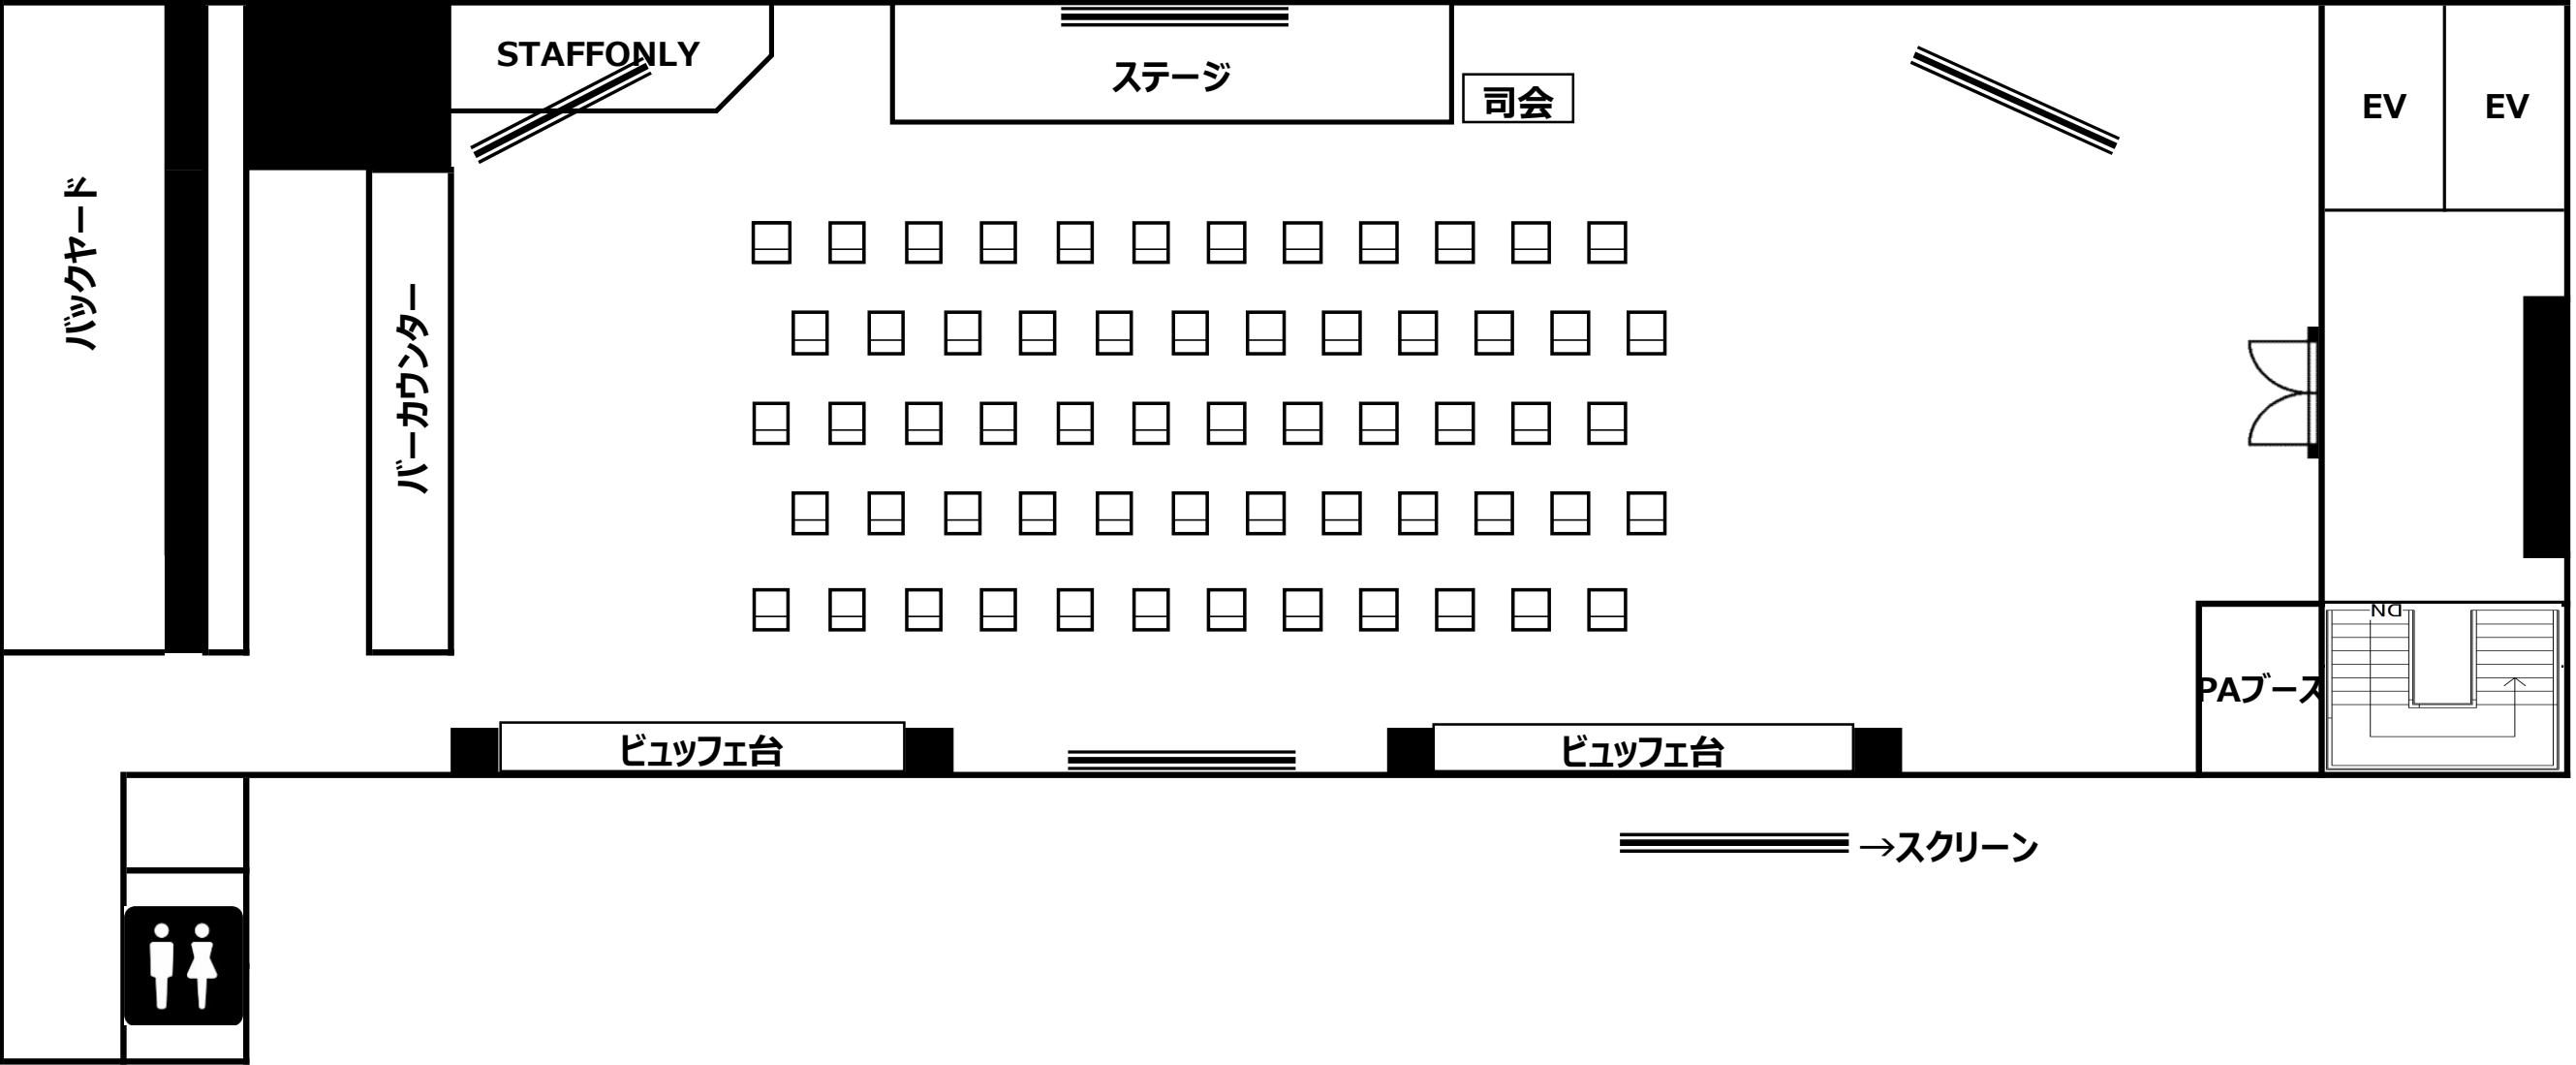 STAFFONLY
ステージ
司会
EV
EV
バックヤード
バーカウンター
DN
PAブース
ビュッフェ台
ビュッフェ台
→スクリーン